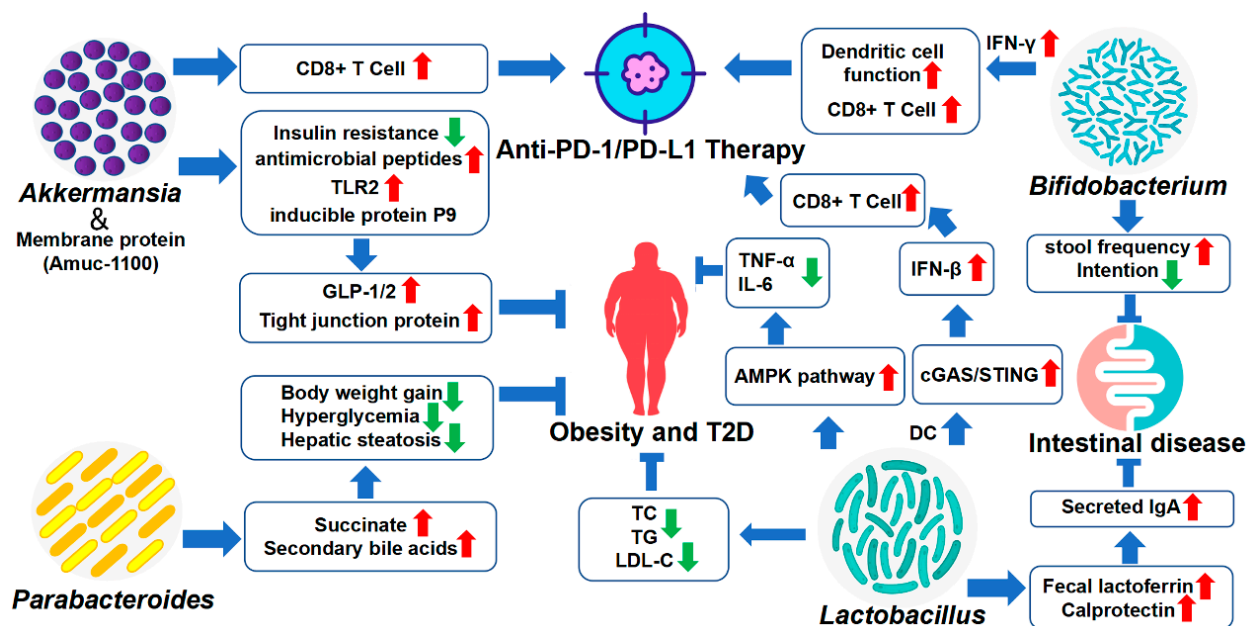 CD8+ T Cell
Insulin resistance
antimicrobial peptides
TLR2
inducible protein P9
Akkermansia
&
Membrane protein
(Amuc-1100)
GLP-1/2
Tight junction protein
Body weight gain
Hyperglycemia
Hepatic steatosis
Succinate
Secondary bile acids
Parabacteroides
Anti-PD-1/PD-L1 Therapy
Dendritic cell
function
CD8+ T Cell
IFN-γ
Bifidobacterium
CD8+ T Cell
TNF-α
IL-6
IFN-β
stool frequency
Intention
AMPK pathway
cGAS/STING
DC
Obesity and T2D
Intestinal disease
TC
TG
LDL-C
Secreted IgA
Fecal lactoferrin
Calprotectin
Lactobacillus